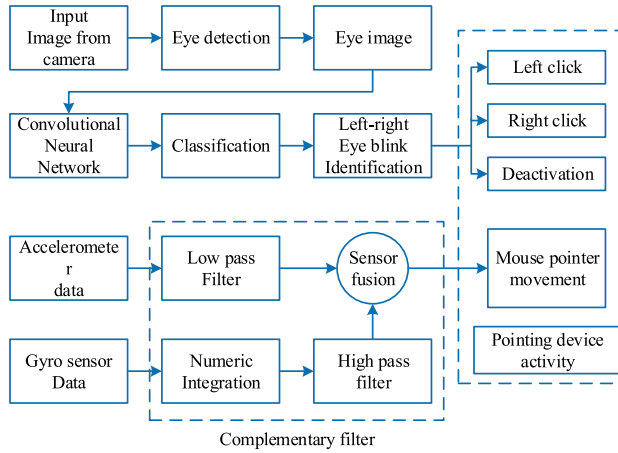 Input
Image from
camera
Eye detection
Eye image
Convolutional
Neural
Network
Classification
Left-right
Eye blink
Identification
Left click
Right click
Deactivation
Acceleromete
r
data
Low pass
Filter
Sensor
fusion
Mouse pointer
movement
Gyro sensor
Data
Numeric
Integration
High pass
filter
Pointing device
activity
Complementary filter